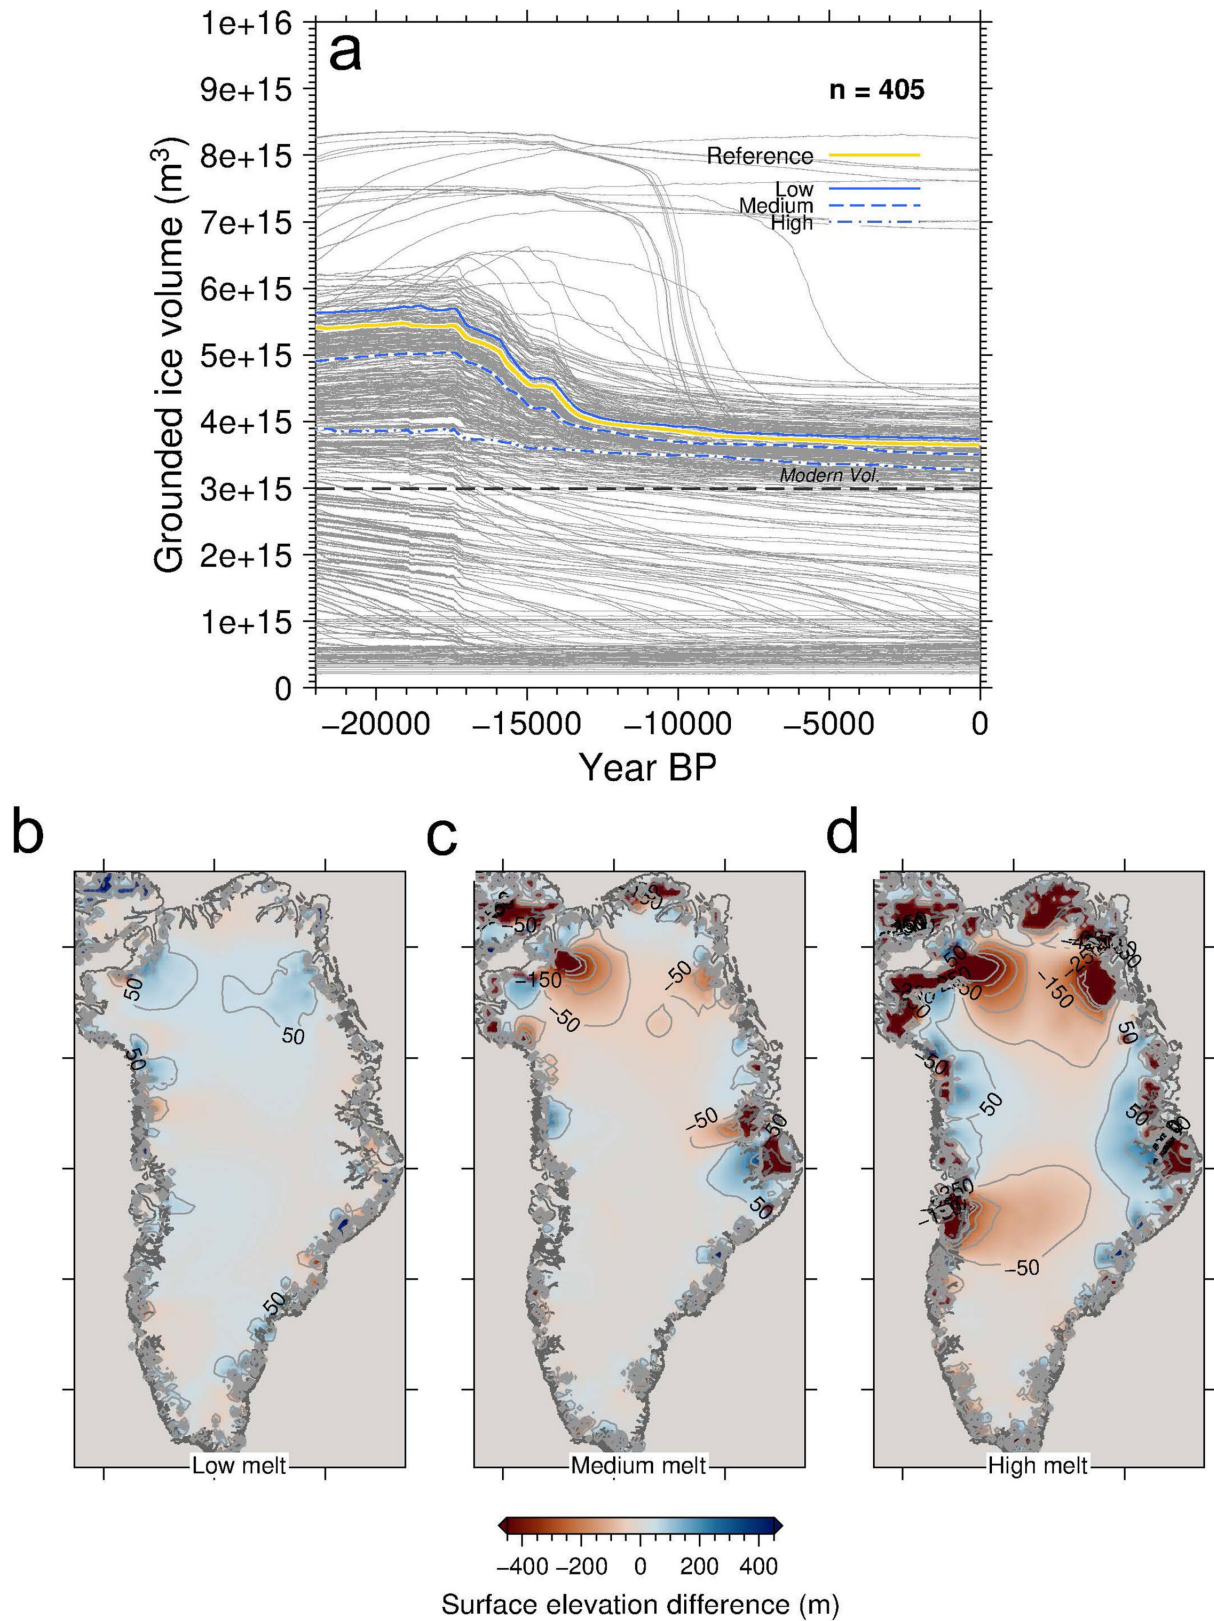 a
1e+16
9e+15
8e+15
7e+15
6e+15
5e+15
4e+15
3e+15
2e+15
1e+15
0
Grounded ice volume (m³)
n = 405
Reference
Low
Medium
High
Modern Vol.
−20000 −15000 −10000 −5000 0
Year BP
b
50
50
50
50
Low melt
c
−50
−150
−50
−50
−50
50
50
Medium melt
d
50
−150
50
−50
50
50
−50
High melt
−400 −200 0 200 400
Surface elevation difference (m)